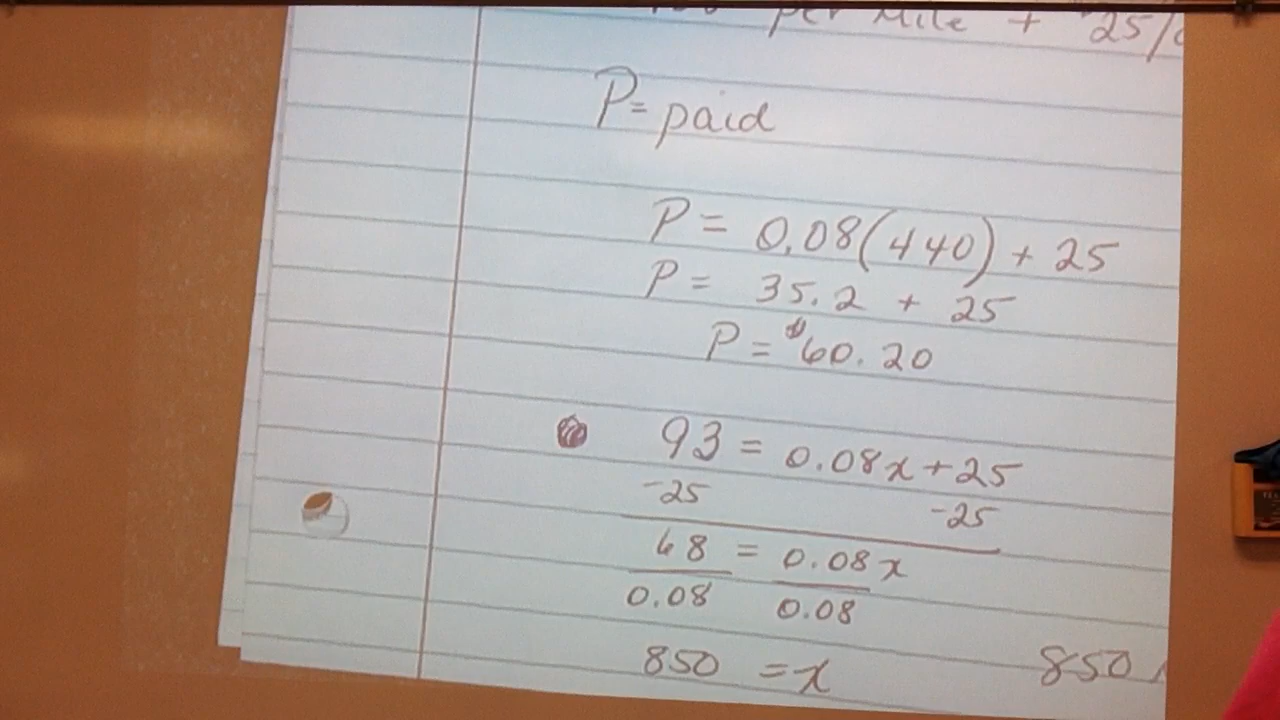 per Mile + 25/
P= paid
P = 0.08(440) + 25
P = 35.2 + 25
P = $60.20
93 = 0.08x + 25
-25 -25
68 = 0.08x
0.08 0.08
850 = x 850